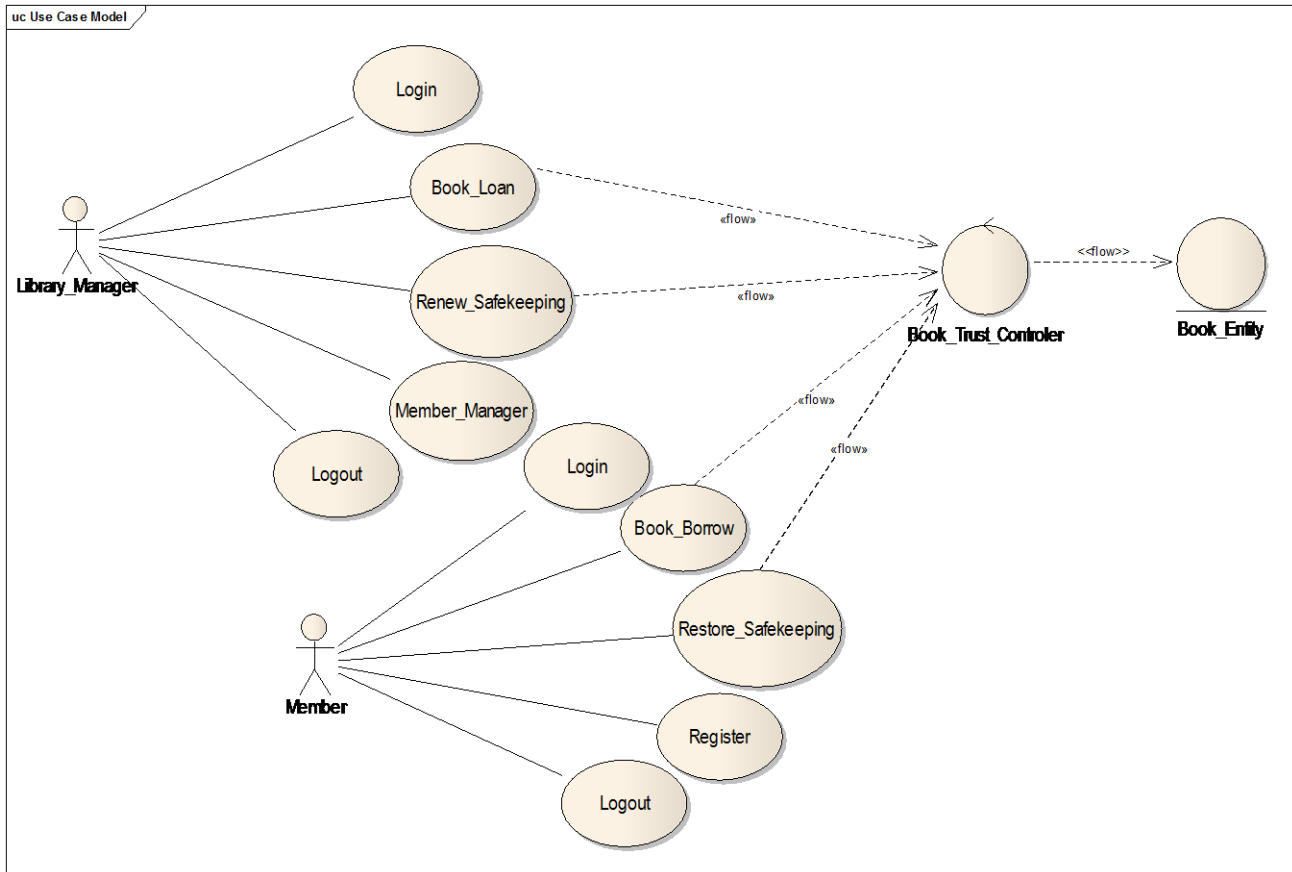 uc Use Case Model
Login
Book_Loan
«flow»
Library_Manager
Renew_Safekeeping
«flow»
<<flow>>
Book_Trust_Controler
Book_Entity
Member_Manager
«flow»
Login
Logout
«flow»
Book_Borrow
Restore_Safekeeping
Member
Register
Logout